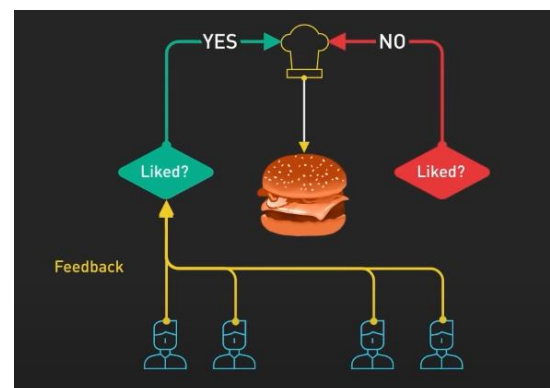 YES
NO
Liked?
Liked?
Feedback